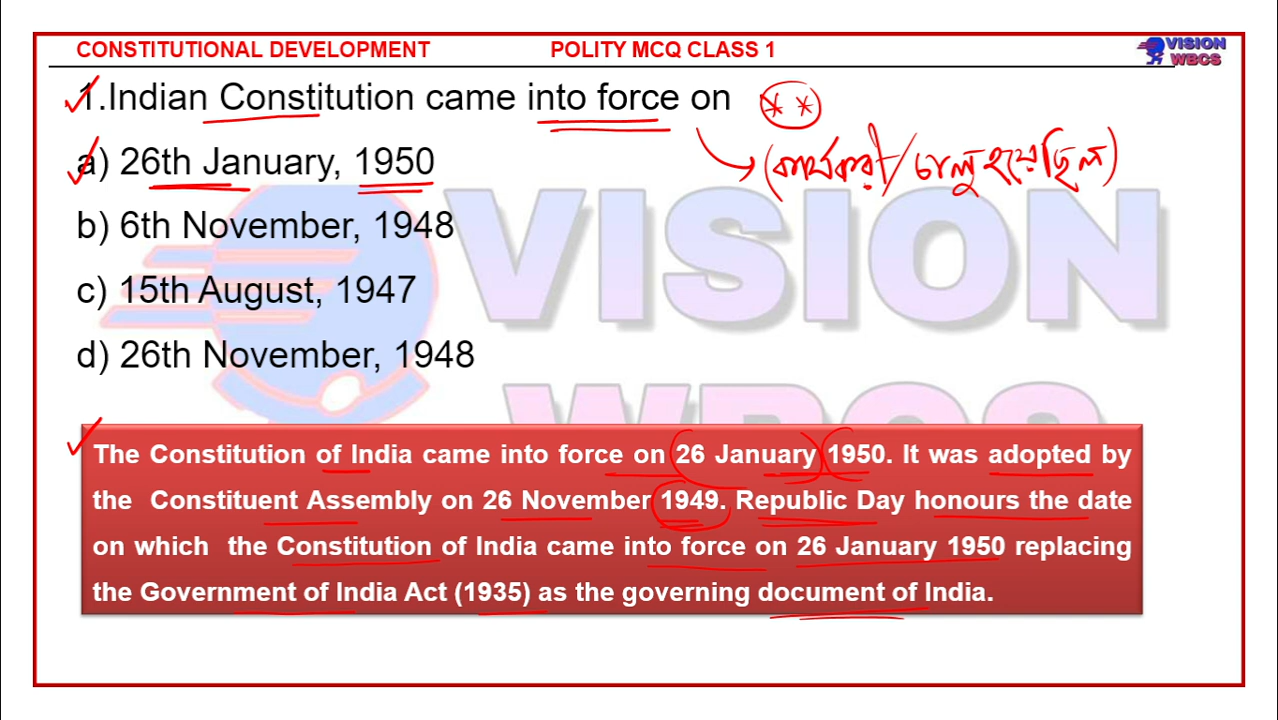 CONSTITUTIONAL DEVELOPMENT POLITY MCQ CLASS 1
VISION
WBCS
1.Indian Constitution came into force on
(কার্যকরী/চালু হয়েছিল)
a) 26th January, 1950
b) 6th November, 1948
c) 15th August, 1947
d) 26th November, 1948
VISION
WBCS
The Constitution of India came into force on 26 January 1950. It was adopted by
the Constituent Assembly on 26 November 1949. Republic Day honours the date
on which the Constitution of India came into force on 26 January 1950 replacing
the Government of India Act (1935) as the governing document of India.